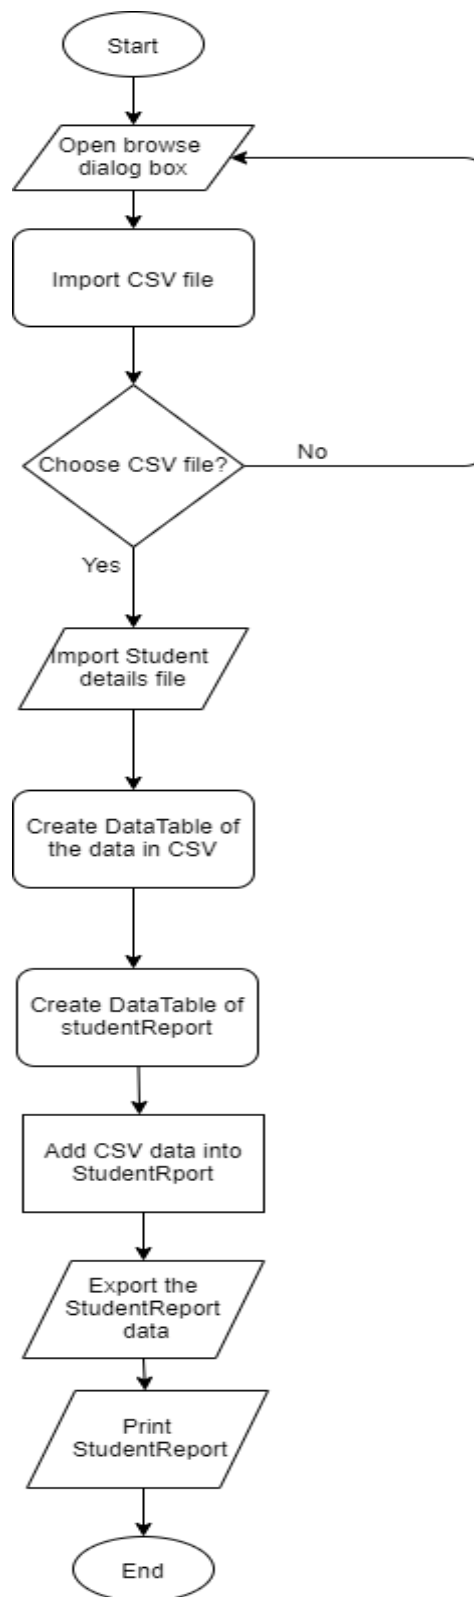 Start
Open browse
dialog box
Import CSV file
Choose CSV file?
No
Yes
Import Student
details file
Create DataTable of
the data in CSV
Create DataTable of
studentReport
Add CSV data into
StudentRport
Export the
StudentReport
data
Print
StudentReport
End